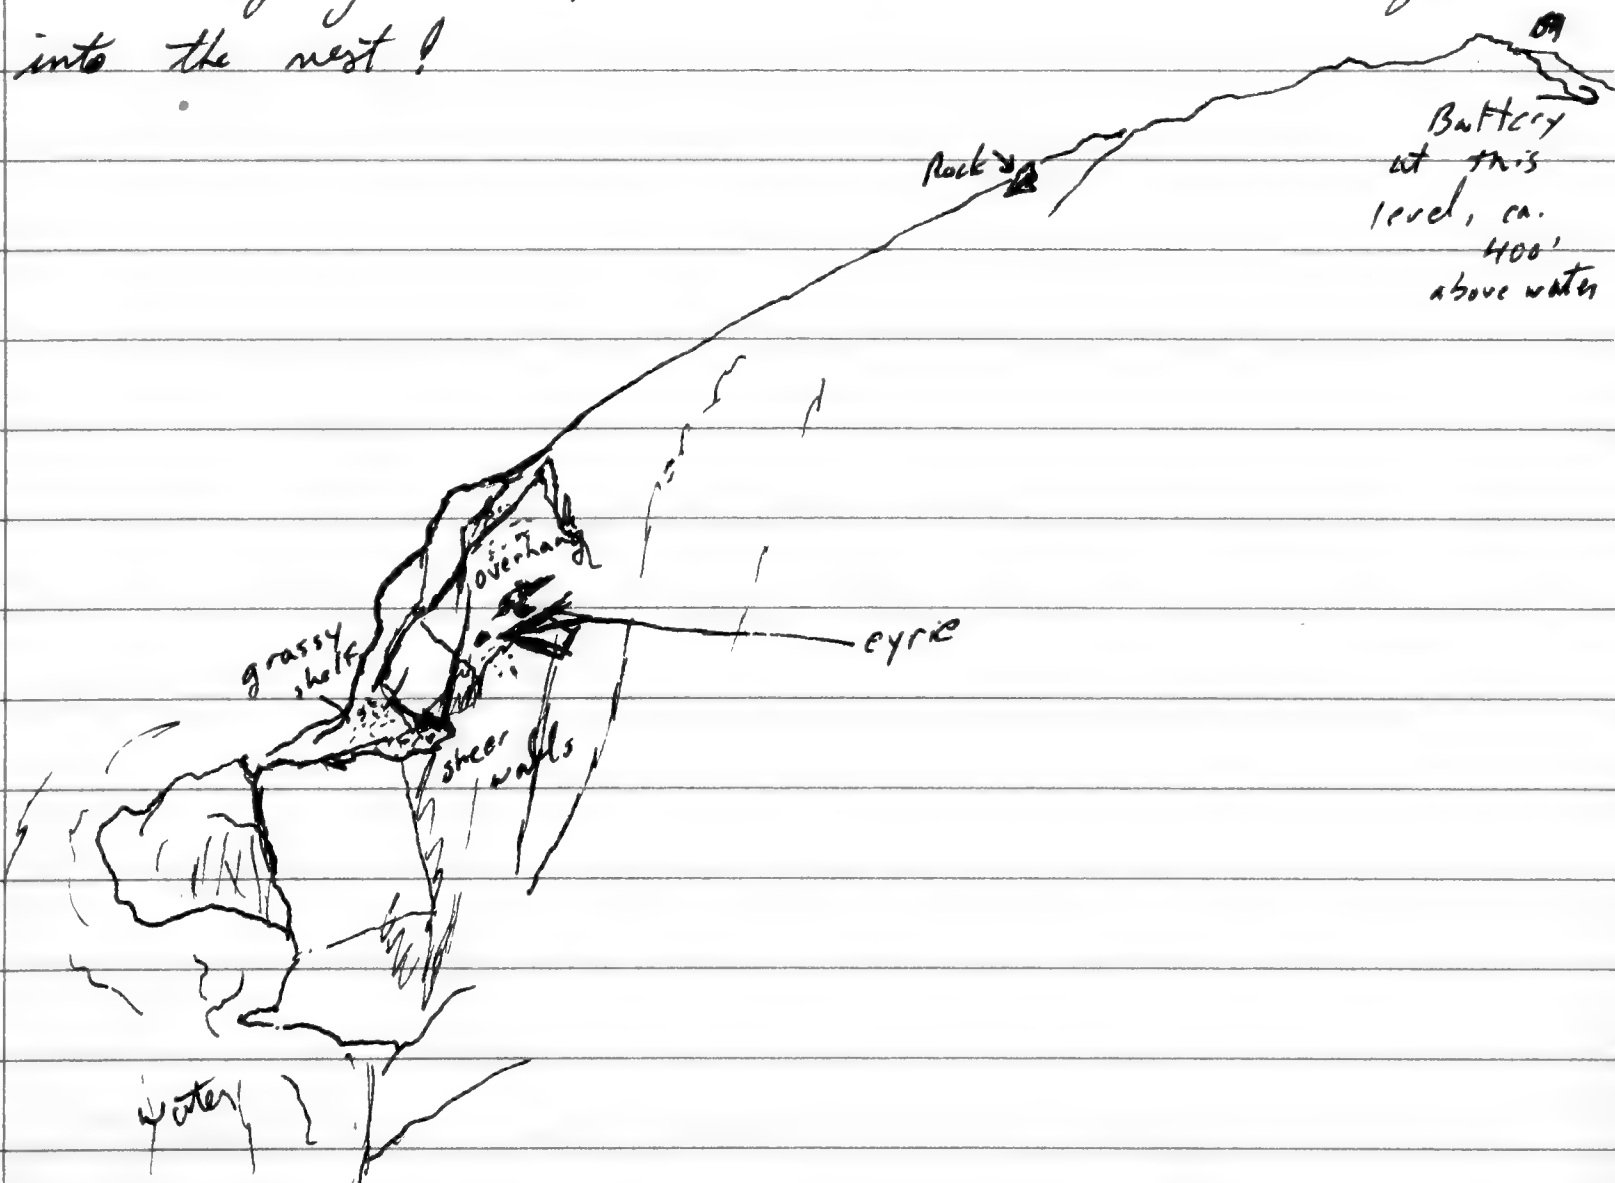 into the nest!
Rock
Battery
at this
level, ca.
400'
above water
overhang
eyrie
grassy
shelf
sheer
walls
water